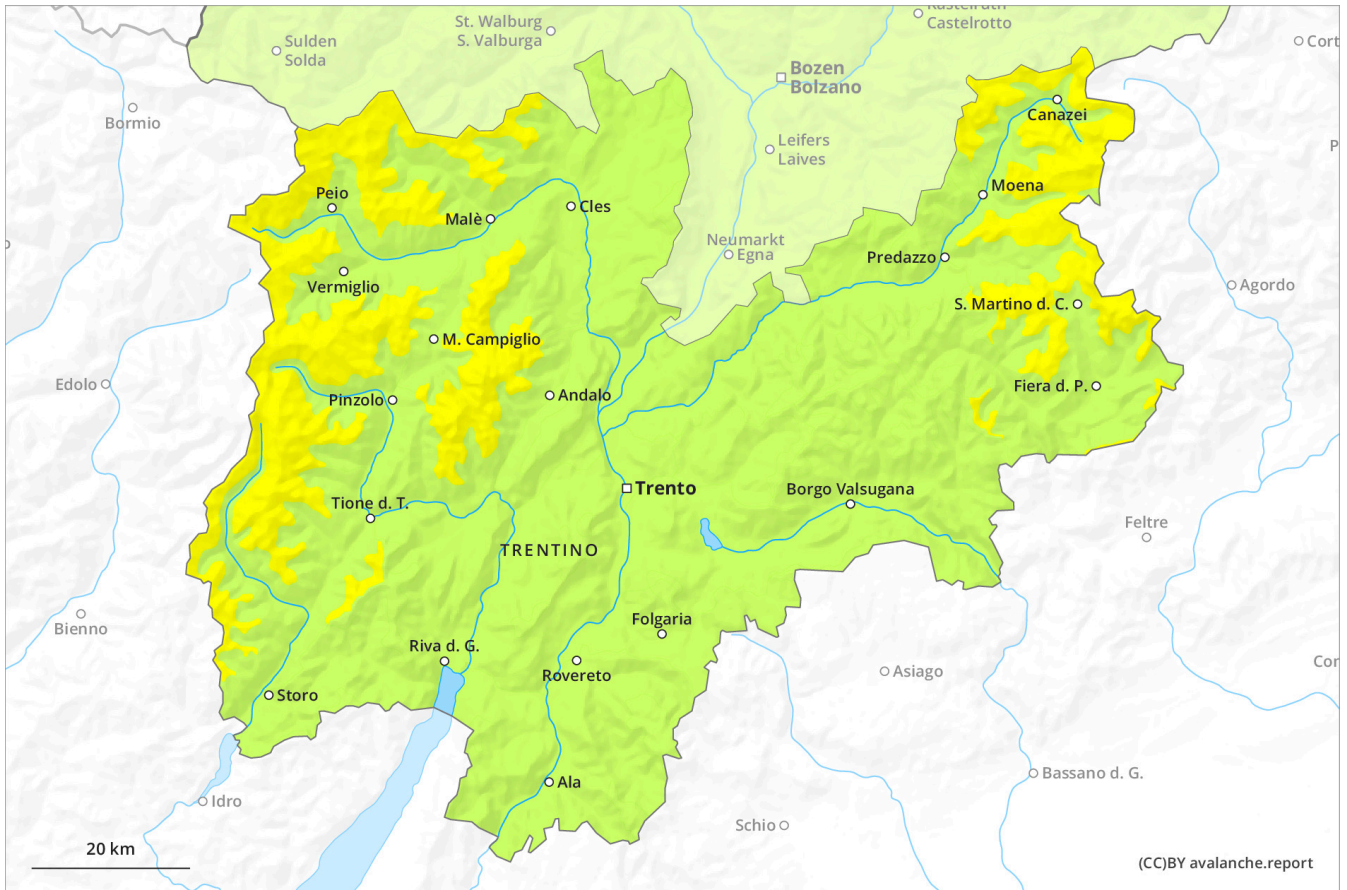 Kastelruth
Castelrotto
St. Walburg
S. Valburga
Sulden
Solda
Cort
Bozen
Bolzano
Bormio
Canazei
Leifers
Laives
Peio
Moena
Malè
Cles
Neumarkt
Egna
Predazzo
Vermiglio
Agordo
S. Martino d. C.
M. Campiglio
Edolo
Fiera d. P.
Pinzolo
Andalo
Trento
Borgo Valsugana
Tione d. T.
Feltre
TRENTINO
Bienno
Folgaria
Riva d. G.
Rovereto
Asiago
Cor
Storo
Bassano d. G.
Ala
Idro
Schio
20 km
(CC)BY avalanche.report